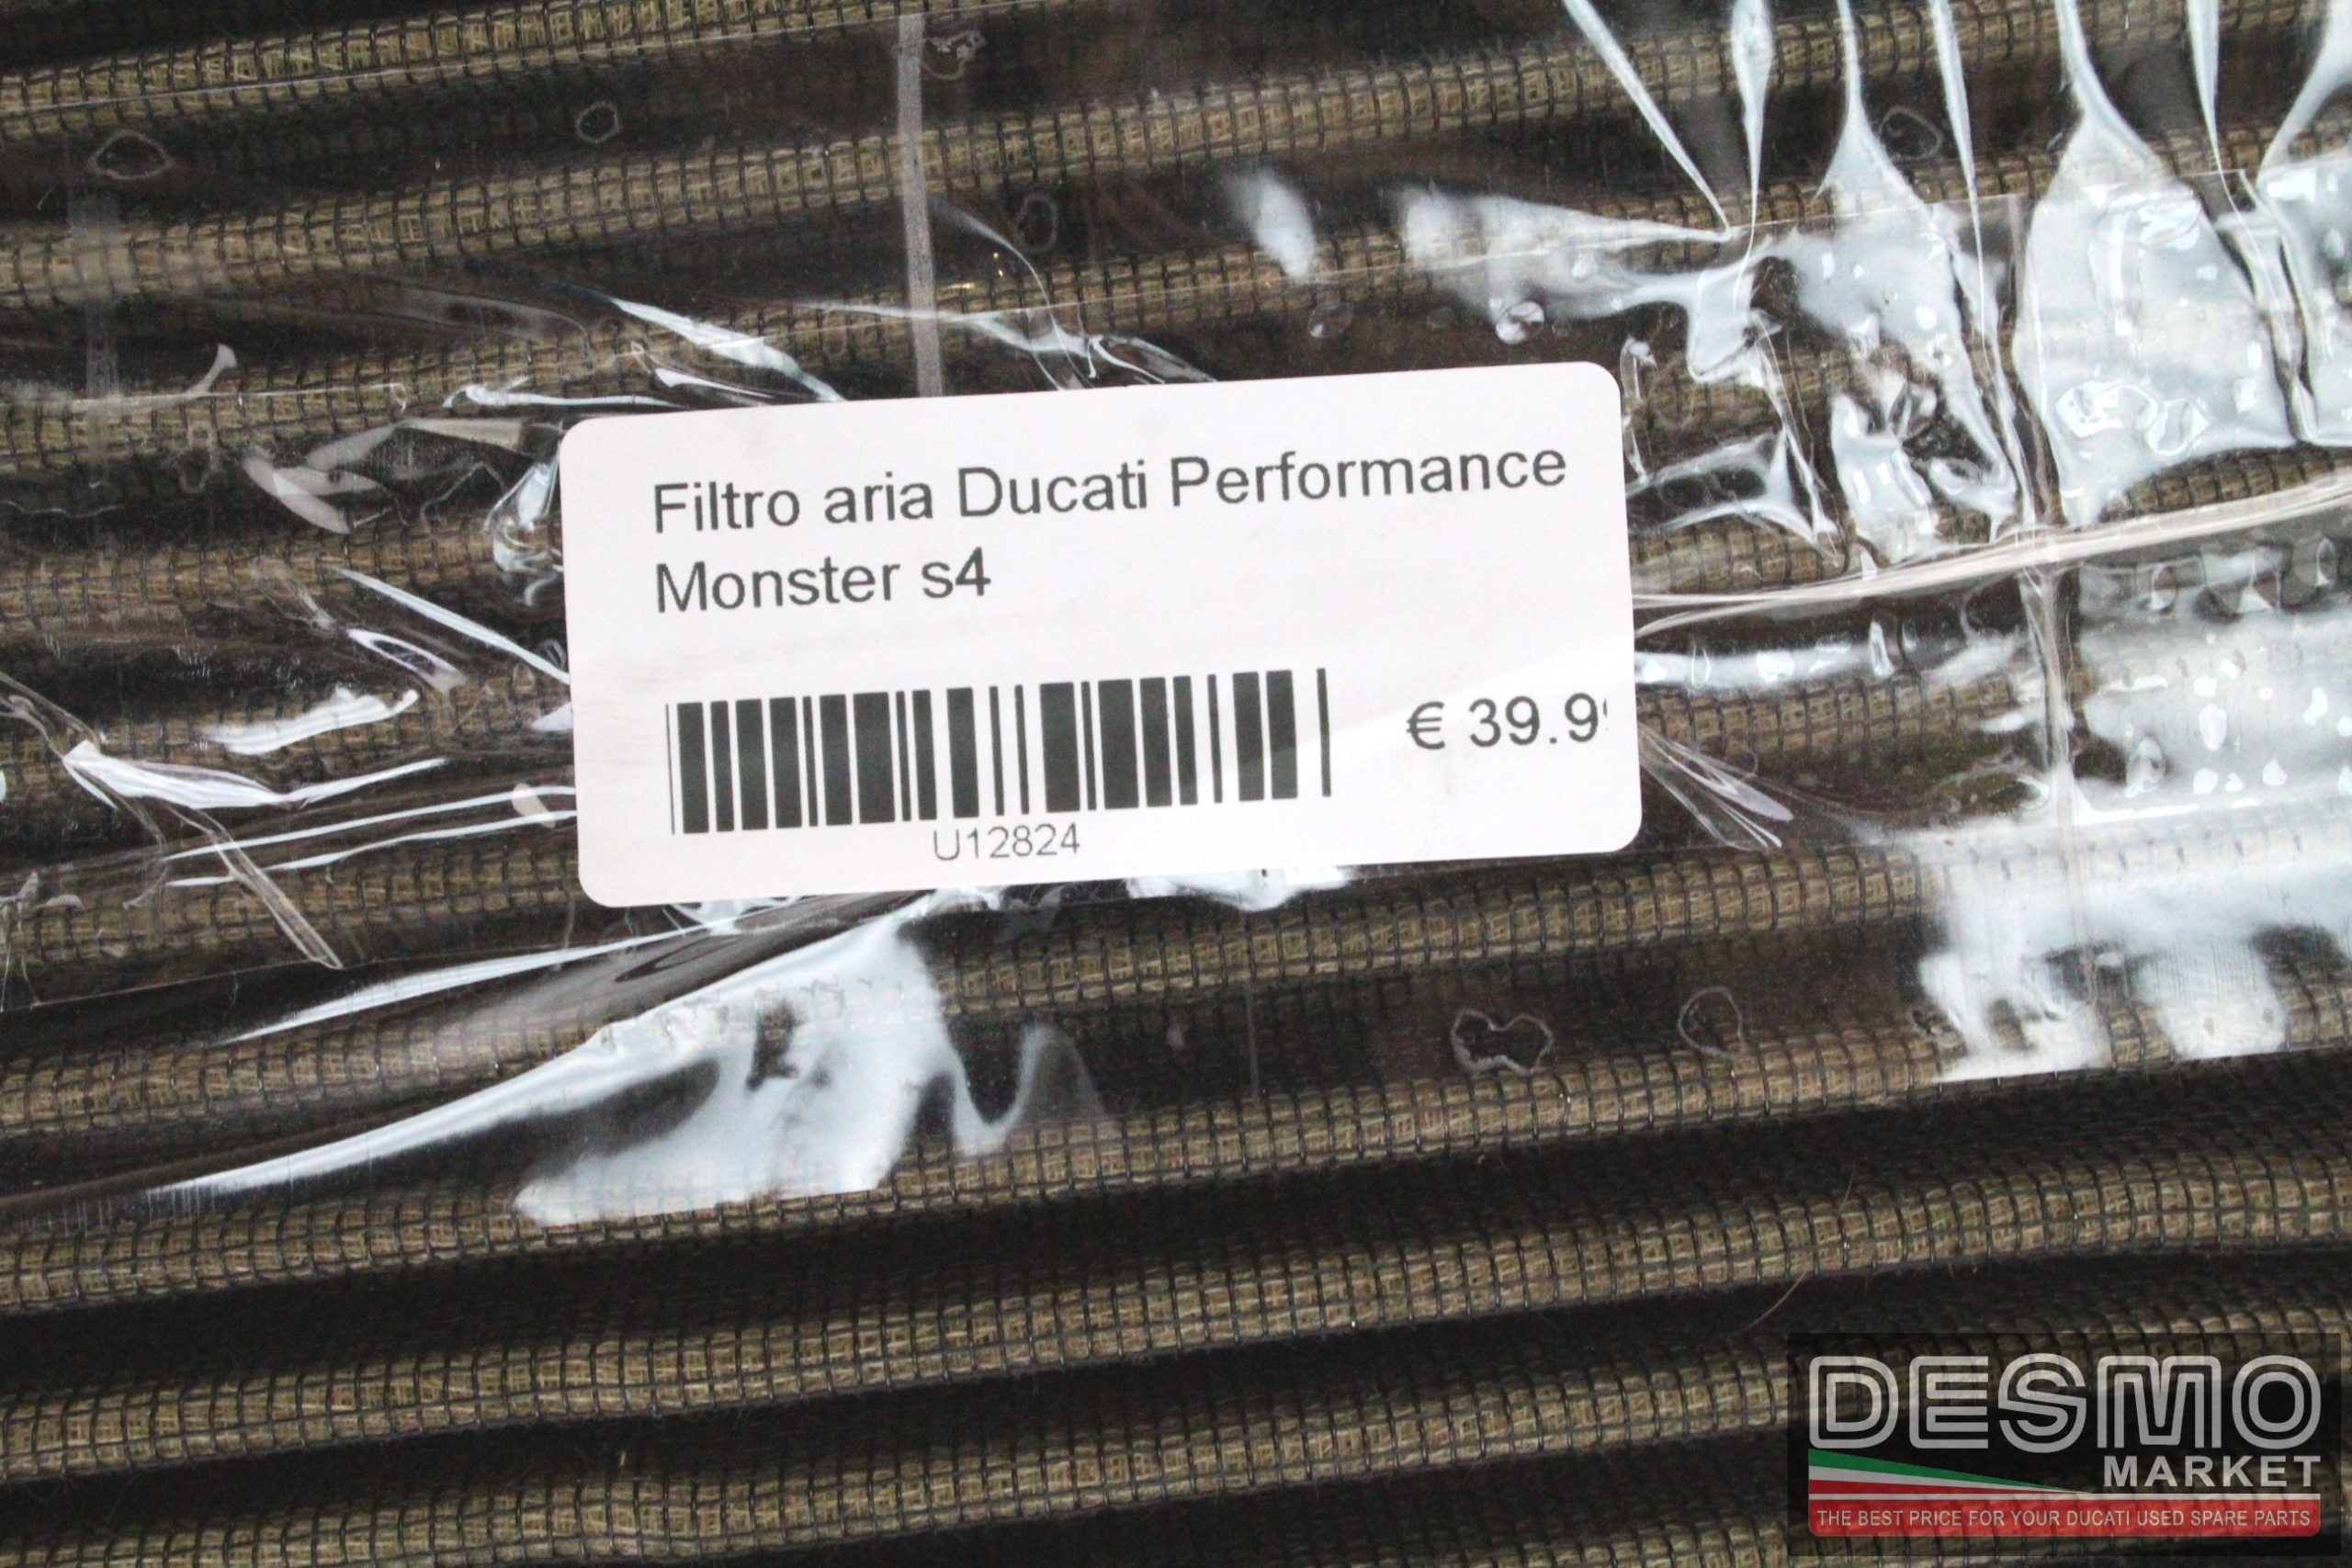 Filtro aria Ducati Performance
Monster s4
€ 39.9
U12824
DESMO
MARKET
THE BEST PRICE FOR YOUR DUCATI USED SPARE PARTS